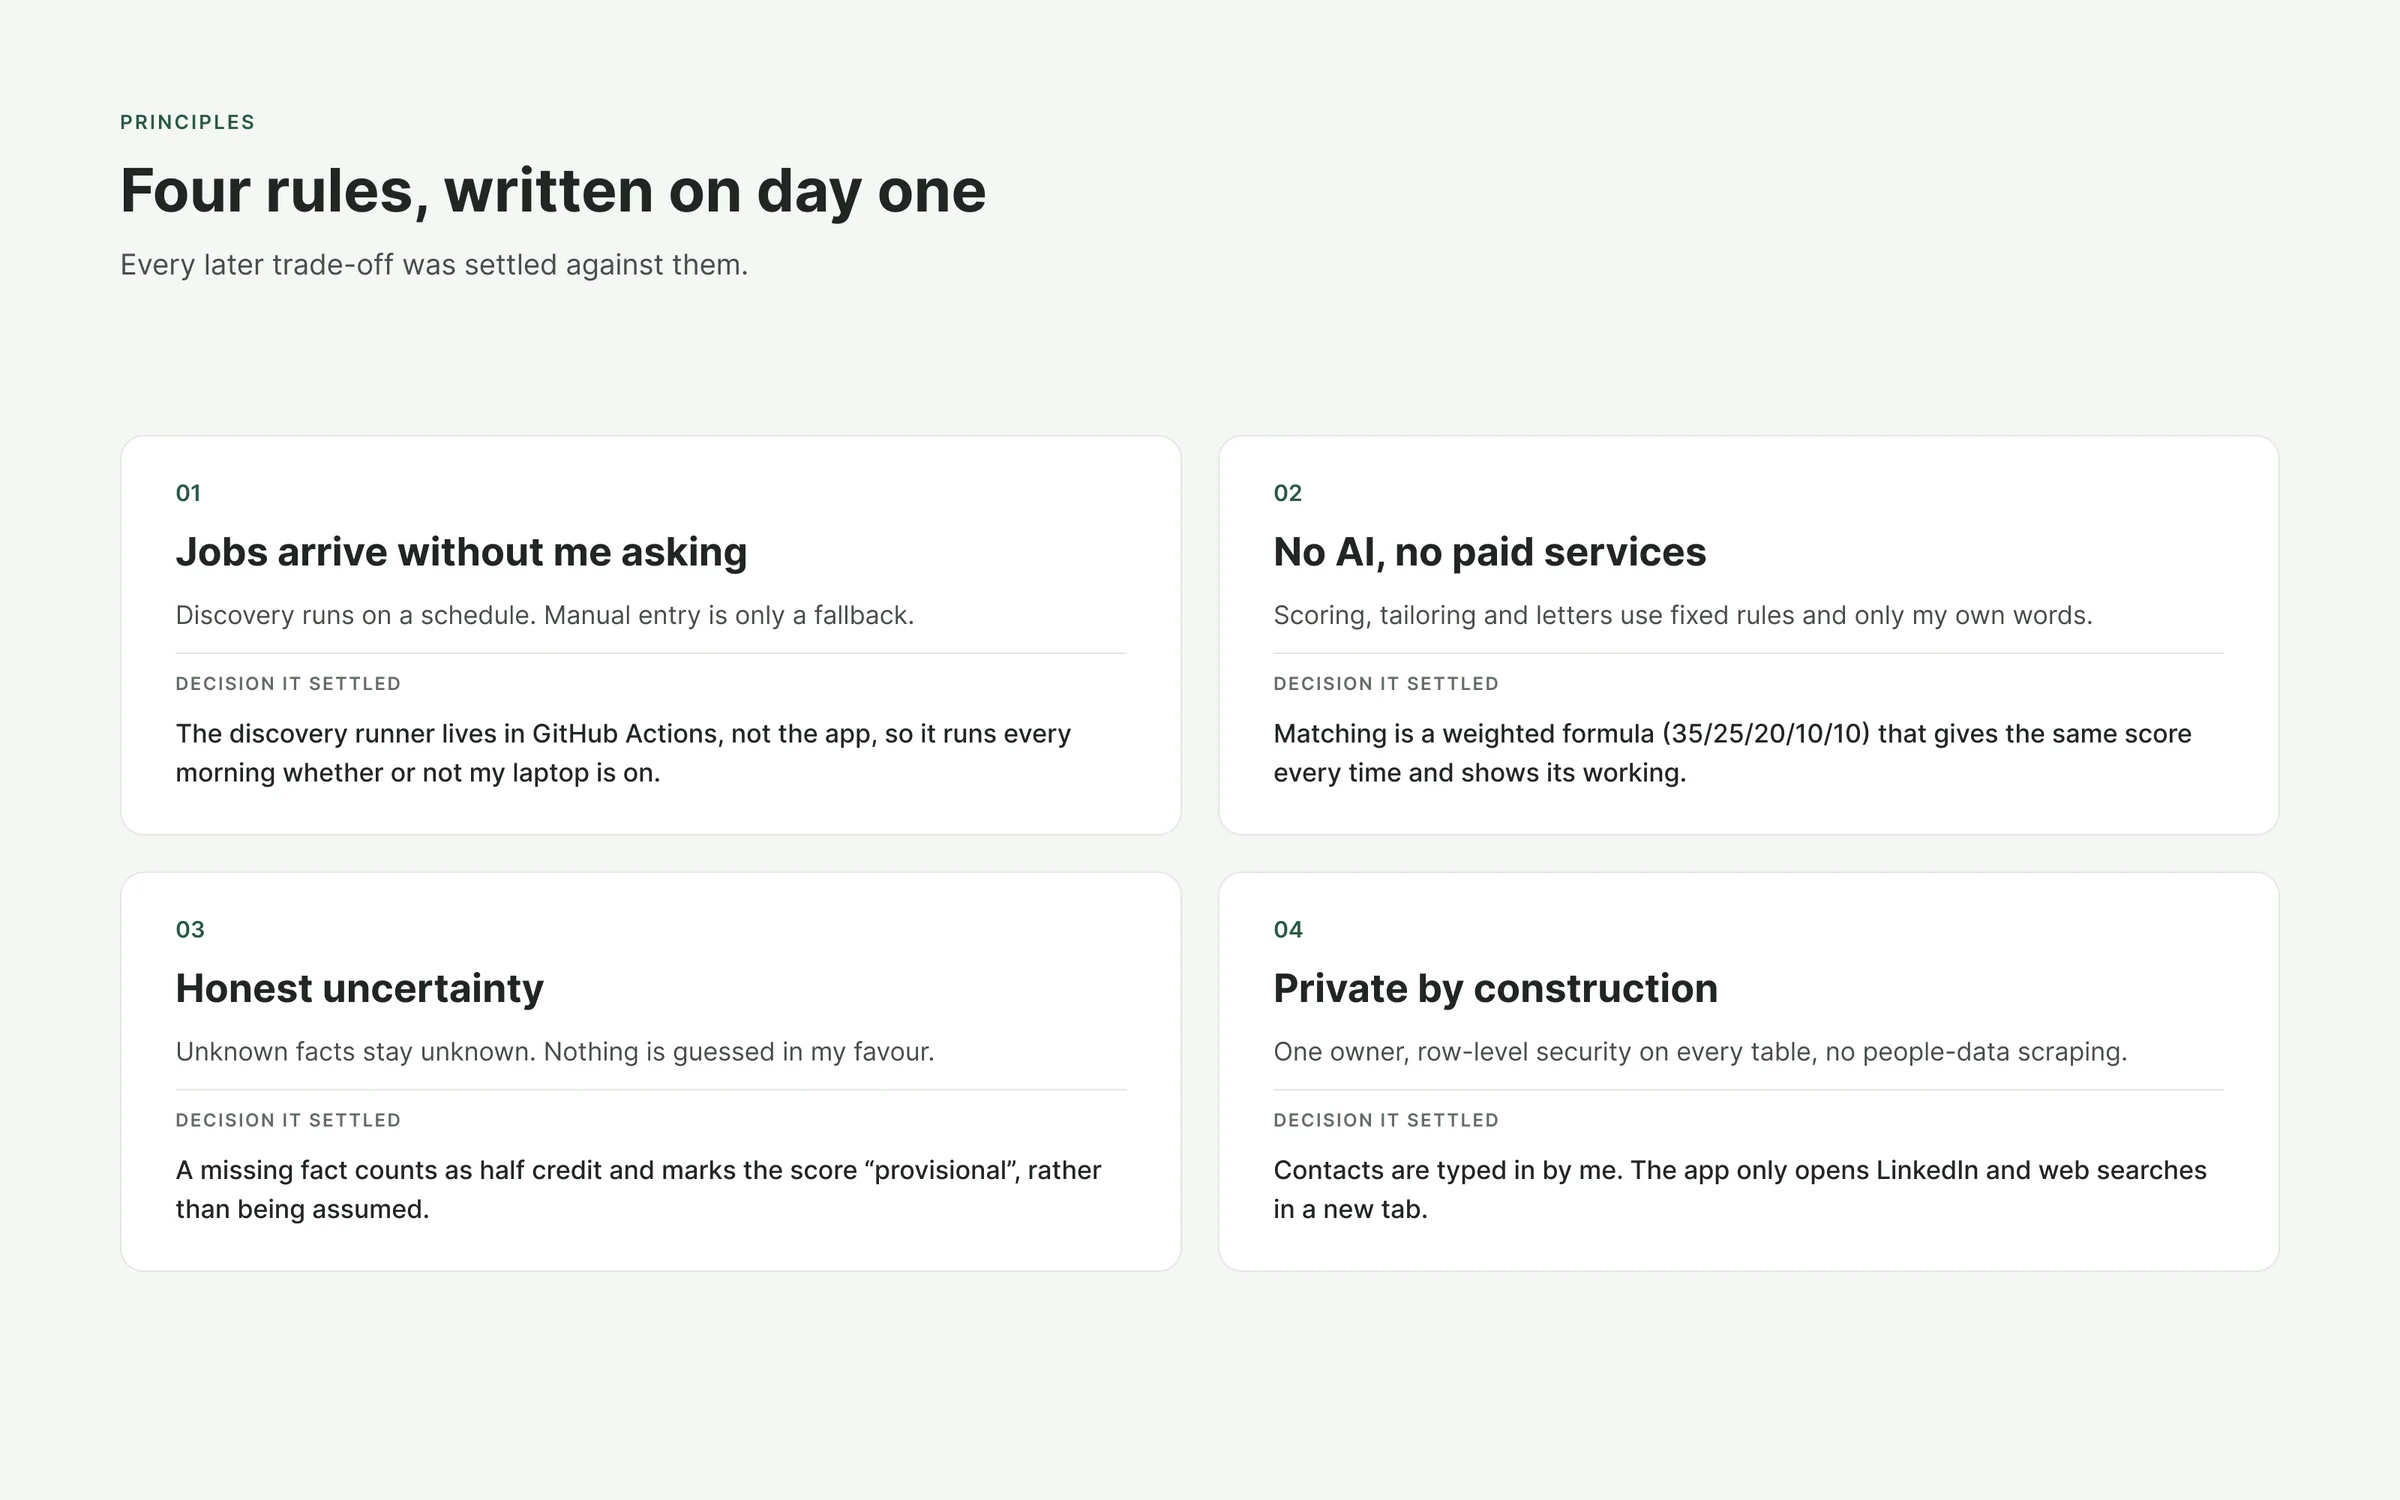 PRINCIPLES
Four rules, written on day one
Every later trade-off was settled against them.
01
Jobs arrive without me asking
Discovery runs on a schedule. Manual entry is only a fallback.
DECISION IT SETTLED
The discovery runner lives in GitHub Actions, not the app, so it runs every
morning whether or not my laptop is on.
02
No AI, no paid services
Scoring, tailoring and letters use fixed rules and only my own words.
DECISION IT SETTLED
Matching is a weighted formula (35/25/20/10/10) that gives the same score
every time and shows its working.
03
Honest uncertainty
Unknown facts stay unknown. Nothing is guessed in my favour.
DECISION IT SETTLED
A missing fact counts as half credit and marks the score “provisional”, rather
than being assumed.
04
Private by construction
One owner, row-level security on every table, no people-data scraping.
DECISION IT SETTLED
Contacts are typed in by me. The app only opens LinkedIn and web searches
in a new tab.